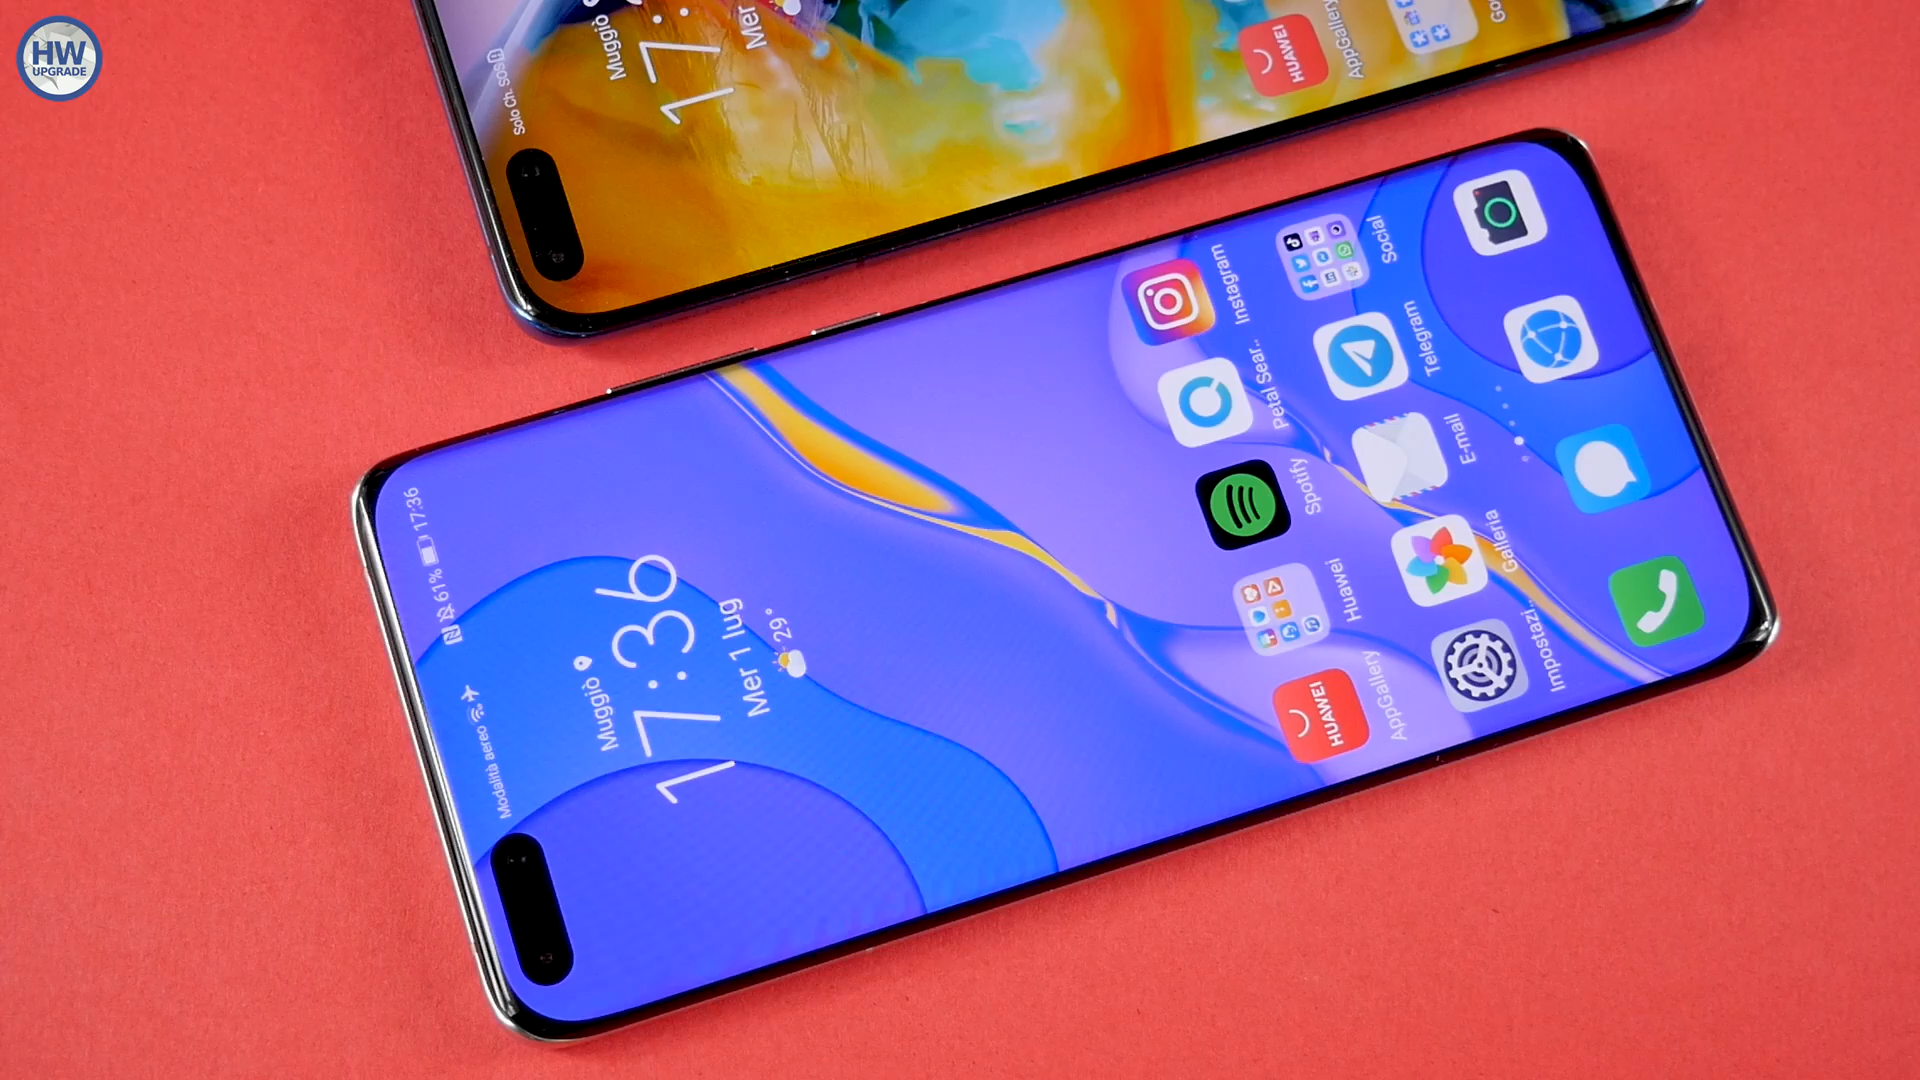 HW
UPGRADE
Solo Ch. SOS
Muggiò
17:
Mer
HUAWEI
AppGallery
Modalità aereo
61% 17:36
Muggiò
17:36
Mer 1 lug
29°
HUAWEI
AppGallery
Huawei
Spotify
Petal Sear..
Instagram
Impostazi..
Galleria
E-mail
Telegram
Social